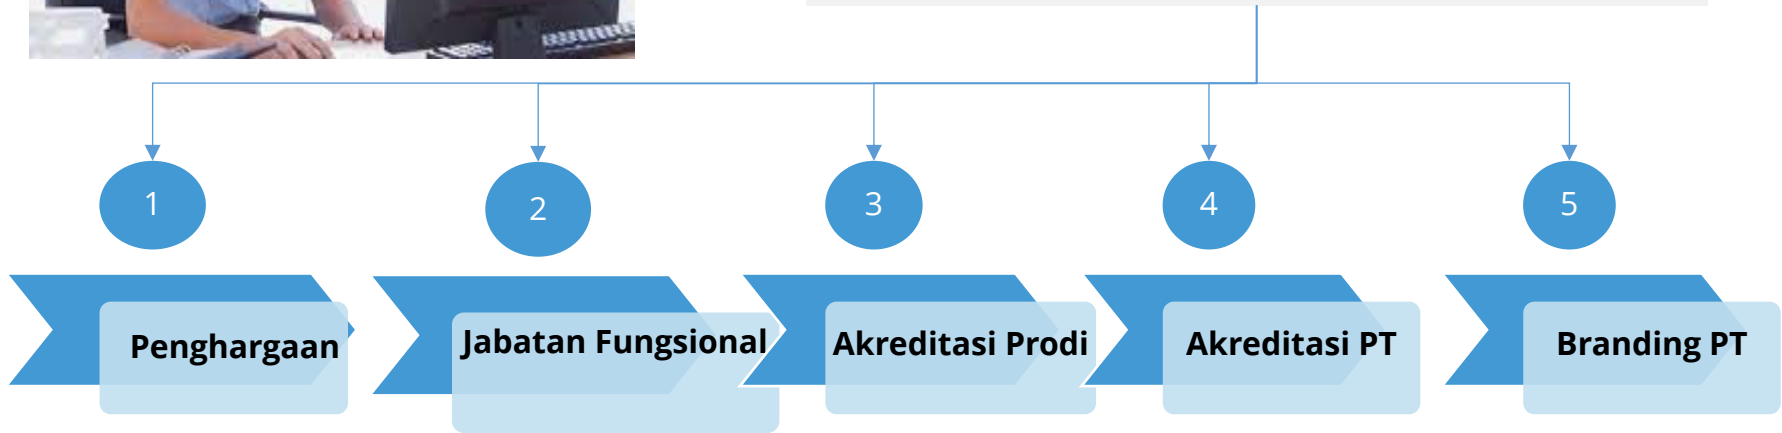 1
2
3
4
5
Penghargaan
Jabatan Fungsional
Akreditasi Prodi
Akreditasi PT
Branding PT